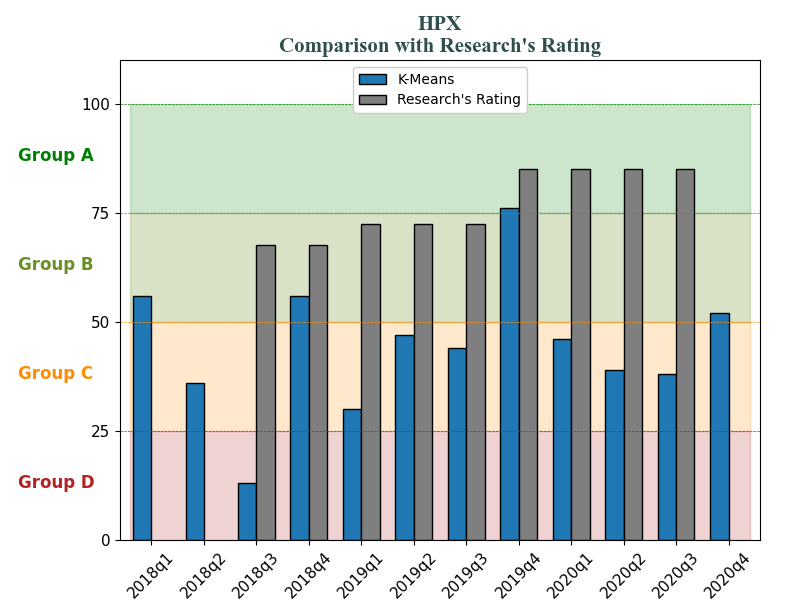 HPX
Comparison with Research's Rating
K-Means
Research's Rating
100
Group A
75
Group B
50
Group C
25
Group D
0
2018q1
2018q2
2018q3
2018q4
2019q1
2019q2
2019q3
2019q4
2020q1
2020q2
2020q3
2020q4